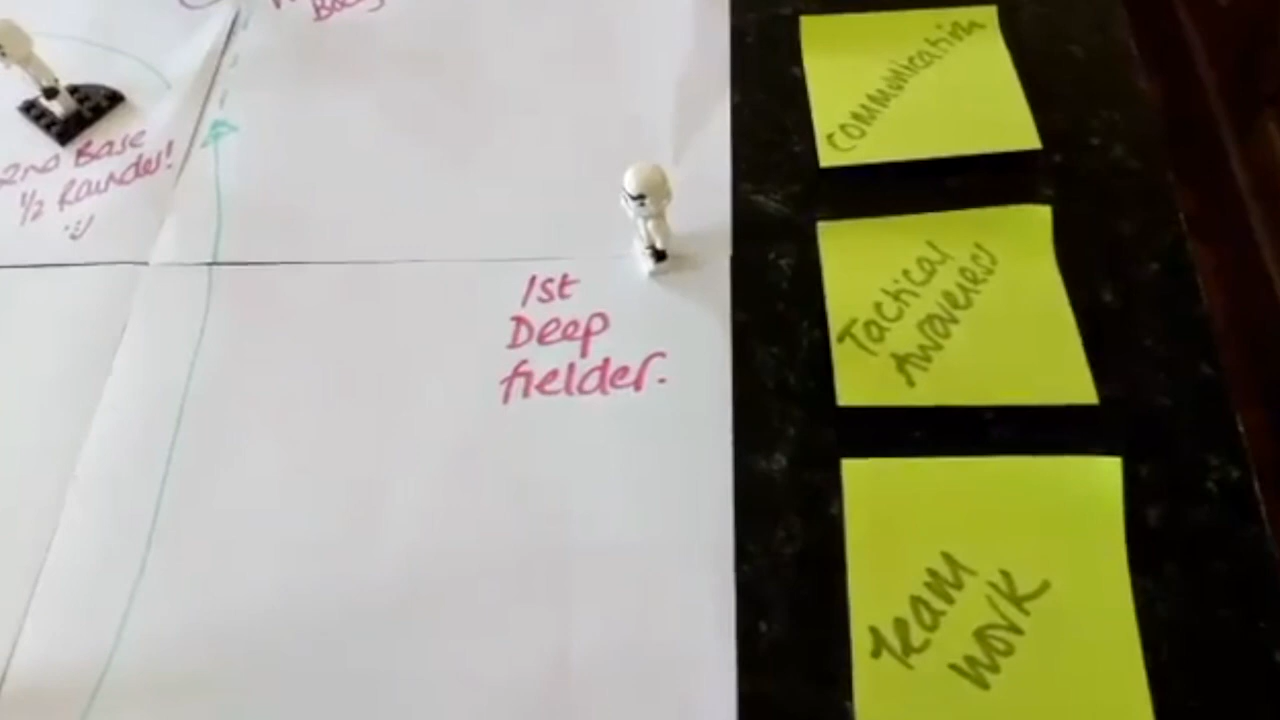 2nd Base
1/2 Rounder!
:)
1st
Deep
fielder.
communication
Tactical
Awareness
Team
work